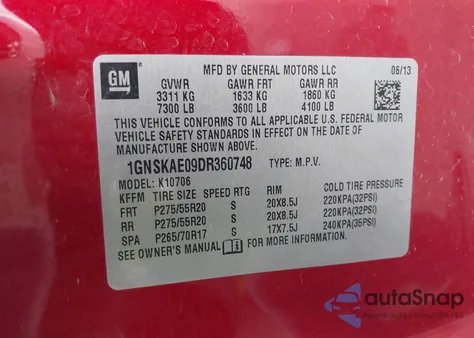 GM
MFD BY GENERAL MOTORS LLC 06/13
GVWR GAWR FRT GAWR RR
3311 KG 1633 KG 1860 KG
7300 LB 3600 LB 4100 LB
THIS VEHICLE CONFORMS TO ALL APPLICABLE U.S. FEDERAL MOTOR
VEHICLE SAFETY STANDARDS IN EFFECT ON THE DATE OF
MANUFACTURE SHOWN ABOVE.
1GNSKAE09DR360748 TYPE: M.P.V.
MODEL: K10706
KFFM TIRE SIZE SPEED RTG RIM COLD TIRE PRESSURE
FRT P275/55R20 S 20X8.5J 220KPA(32PSI)
RR P275/55R20 S 20X8.5J 220KPA(32PSI)
SPA P265/70R17 S 17X7.5J 240KPA(35PSI)
SEE OWNER'S MANUAL FOR MORE INFORMATION.
autoSnap